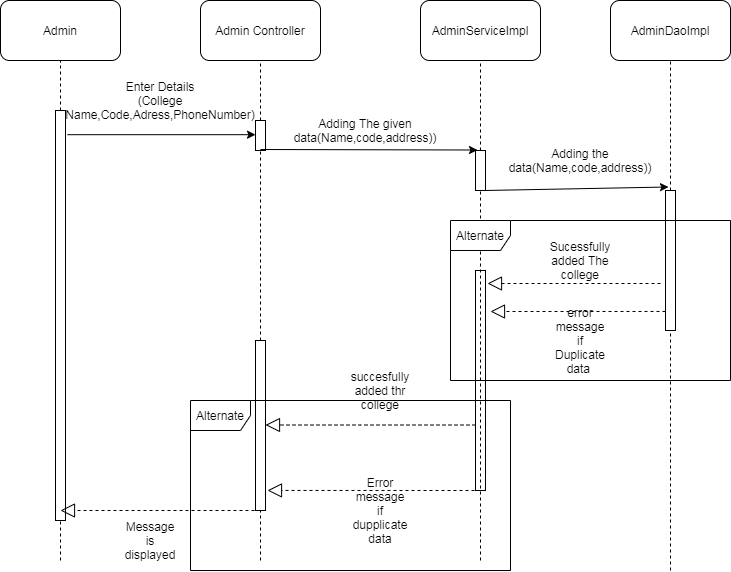 Admin
Admin Controller
AdminServiceImpl
AdminDaoImpl
Enter Details
(College
Name,Code,Adress,PhoneNumber)
Adding The given
data(Name,code,address))
Adding the
data(Name,code,address))
Alternate
Sucessfully
added The
college
error
message
if
Duplicate
data
succesfully
added thr
college
Alternate
Error
message
if
dupplicate
data
Message
is
displayed